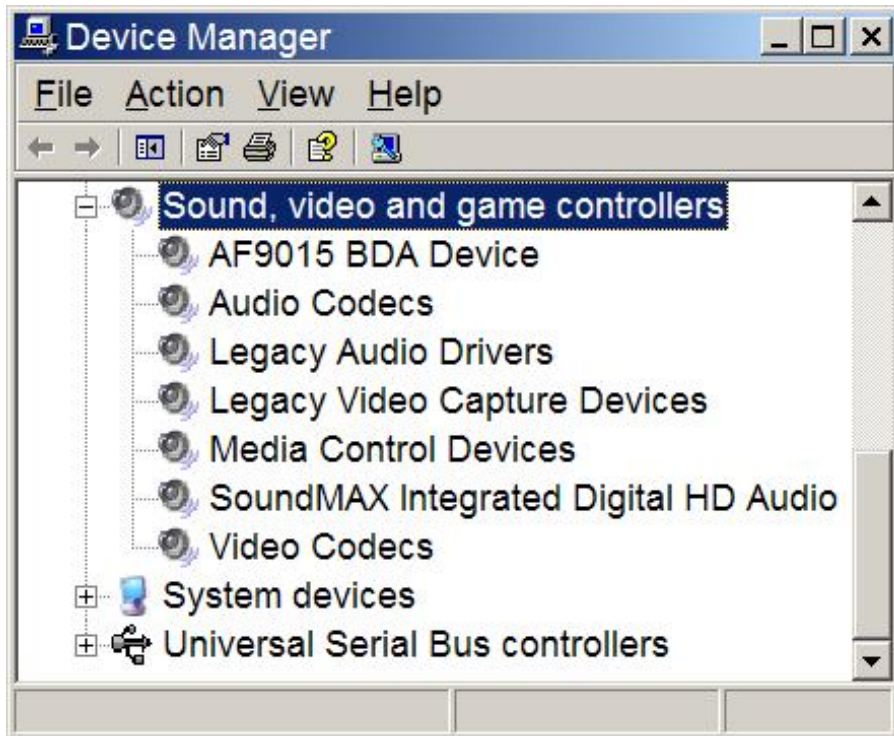 Device Manager
File Action View Help
Sound, video and game controllers
AF9015 BDA Device
Audio Codecs
Legacy Audio Drivers
Legacy Video Capture Devices
Media Control Devices
SoundMAX Integrated Digital HD Audio
Video Codecs
System devices
Universal Serial Bus controllers